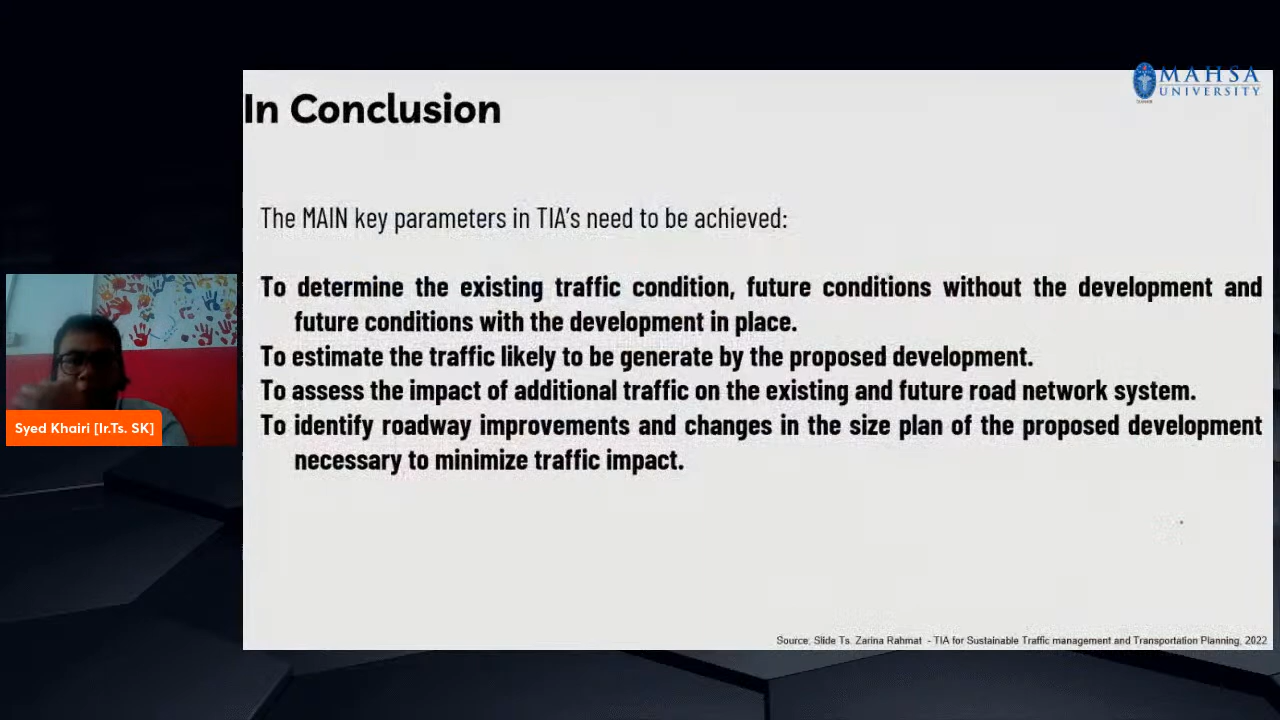 MAHSA
UNIVERSITY
In Conclusion
The MAIN key parameters in TIA's need to be achieved:
To determine the existing traffic condition, future conditions without the development and
future conditions with the development in place.
To estimate the traffic likely to be generate by the proposed development.
To assess the impact of additional traffic on the existing and future road network system.
To identify roadway improvements and changes in the size plan of the proposed development
necessary to minimize traffic impact.
Syed Khairi [Ir.Ts. SK]
Source: Slide Ts. Zarina Rahmat - TIA for Sustainable Traffic management and Transportation Planning, 2022